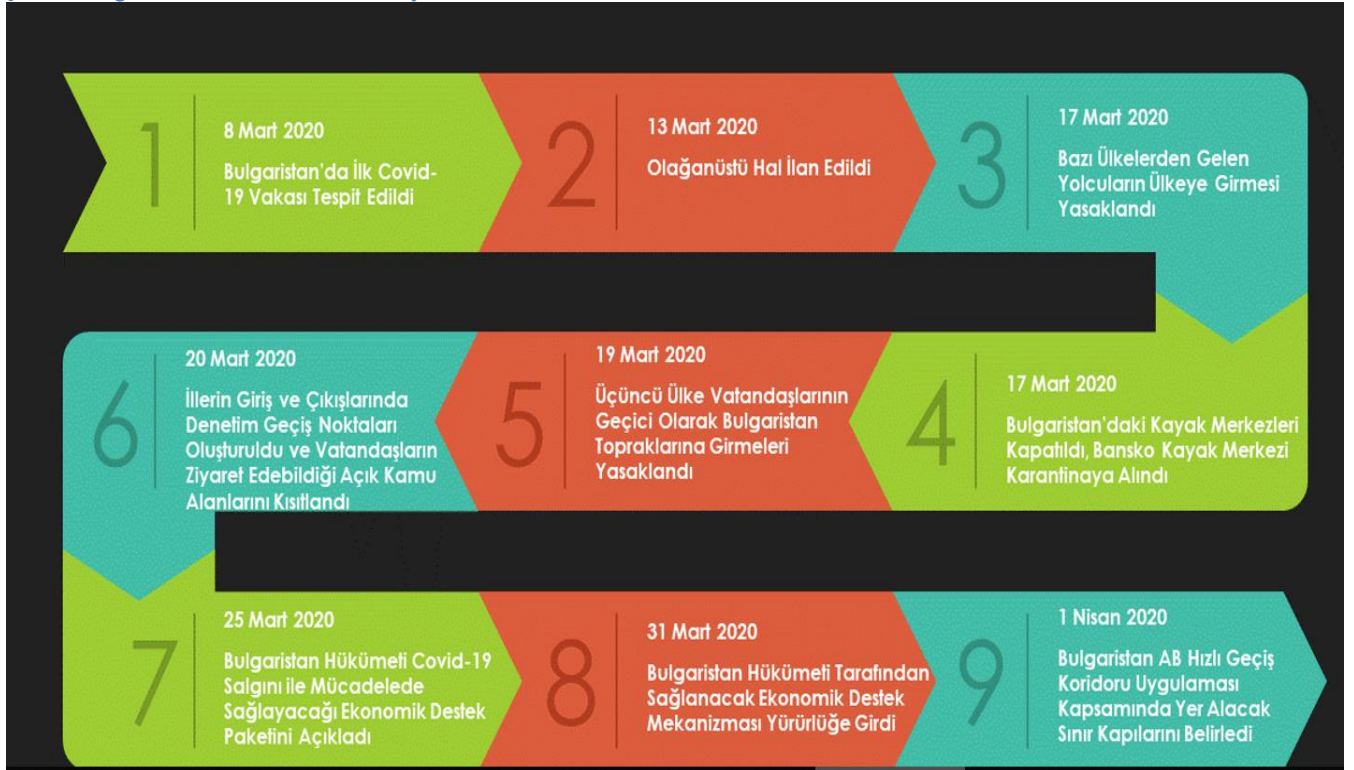 1
8 Mart 2020
Bulgaristan'da İlk Covid-
19 Vakası Tespit Edildi
2
13 Mart 2020
Olağanüstü Hal İlan Edildi
3
17 Mart 2020
Bazı Ülkelerden Gelen
Yolcuların Ülkeye Girmesi
Yasaklandı
4
17 Mart 2020
Bulgaristan'daki Kayak Merkezleri
Kapatıldı, Bansko Kayak Merkezi
Karantinaya Alındı
5
19 Mart 2020
Üçüncü Ülke Vatandaşlarının
Geçici Olarak Bulgaristan
Topraklarına Girmeleri
Yasaklandı
6
20 Mart 2020
İllerin Giriş ve Çıkışlarında
Denetim Geçiş Noktaları
Oluşturuldu ve Vatandaşların
Ziyaret Edebildiği Açık Kamu
Alanlarını Kısıtlandı
7
25 Mart 2020
Bulgaristan Hükümeti Covid-19
Salgını ile Mücadelede
Sağlayacağı Ekonomik Destek
Paketini Açıkladı
8
31 Mart 2020
Bulgaristan Hükümeti Tarafından
Sağlanacak Ekonomik Destek
Mekanizması Yürürlüğe Girdi
9
1 Nisan 2020
Bulgaristan AB Hızlı Geçiş
Koridoru Uygulaması
Kapsamında Yer Alacak
Sınır Kapılarını Belirledi